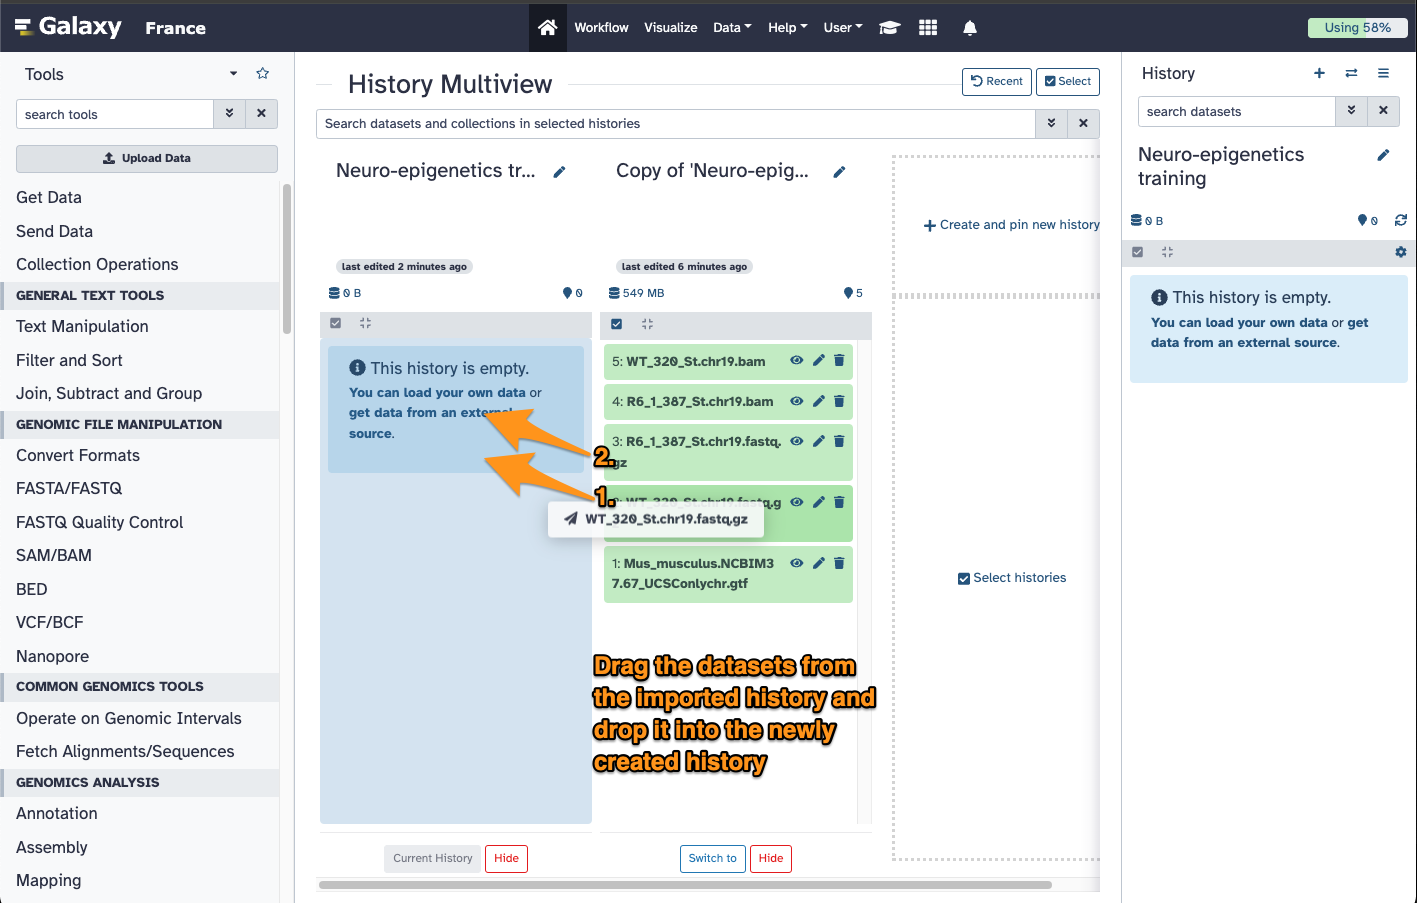 Galaxy France
Workflow Visualize Data Help User
Using 58%
Tools
search tools
Upload Data
Get Data
Send Data
Collection Operations
GENERAL TEXT TOOLS
Text Manipulation
Filter and Sort
Join, Subtract and Group
GENOMIC FILE MANIPULATION
Convert Formats
FASTA/FASTQ
FASTQ Quality Control
SAM/BAM
BED
VCF/BCF
Nanopore
COMMON GENOMICS TOOLS
Operate on Genomic Intervals
Fetch Alignments/Sequences
GENOMICS ANALYSIS
Annotation
Assembly
Mapping
History Multiview
Recent Select
Search datasets and collections in selected histories
Neuro-epigenetics tr...
last edited 2 minutes ago
0 B 0
This history is empty.
You can load your own data or
get data from an external
source.
Current History Hide
Copy of 'Neuro-epig...
last edited 6 minutes ago
549 MB 5
5: WT_320_St.chr19.bam
4: R6_1_387_St.chr19.bam
3: R6_1_387_St.chr19.fastq.
gz
2.
1.
WT_320_St.chr19.fastq.g
WT_320_St.chr19.fastq.gz
1: Mus_musculus.NCBIM3
7.67_UCSConlychr.gtf
Drag the datasets from
the imported history and
drop it into the newly
created history
Switch to Hide
Create and pin new history
Select histories
History
search datasets
Neuro-epigenetics
training
0 B 0
This history is empty.
You can load your own data or get
data from an external source.